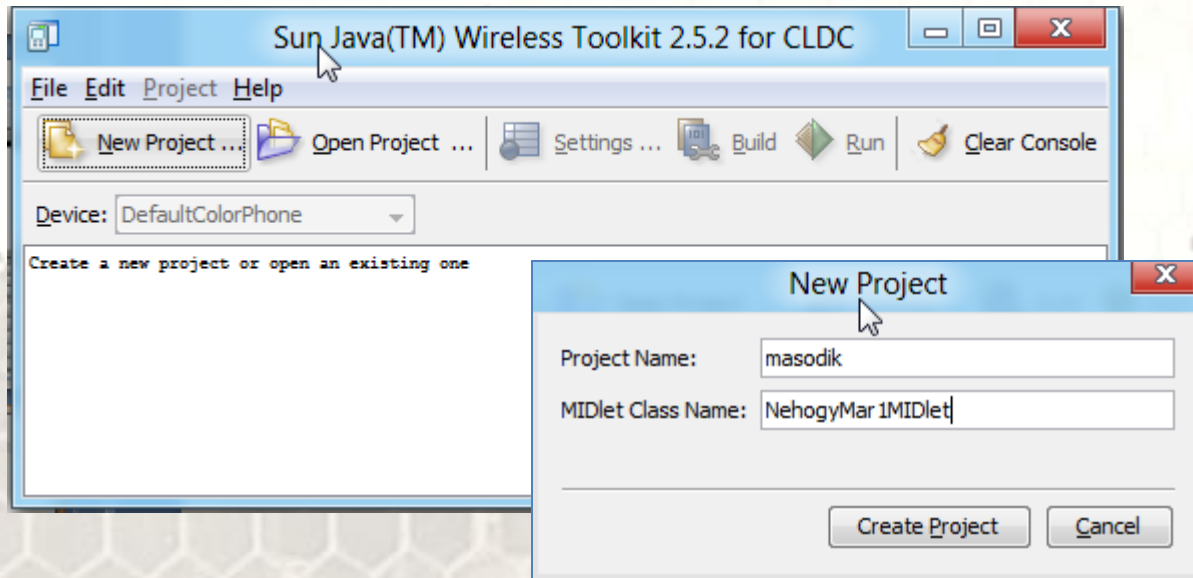 Sun Java(TM) Wireless Toolkit 2.5.2 for CLDC
File Edit Project Help
New Project ... Open Project ... Settings ... Build Run Clear Console
Device: DefaultColorPhone
Create a new project or open an existing one
New Project
Project Name: masodik
MIDlet Class Name: NehogyMar1MIDlet
Create Project Cancel